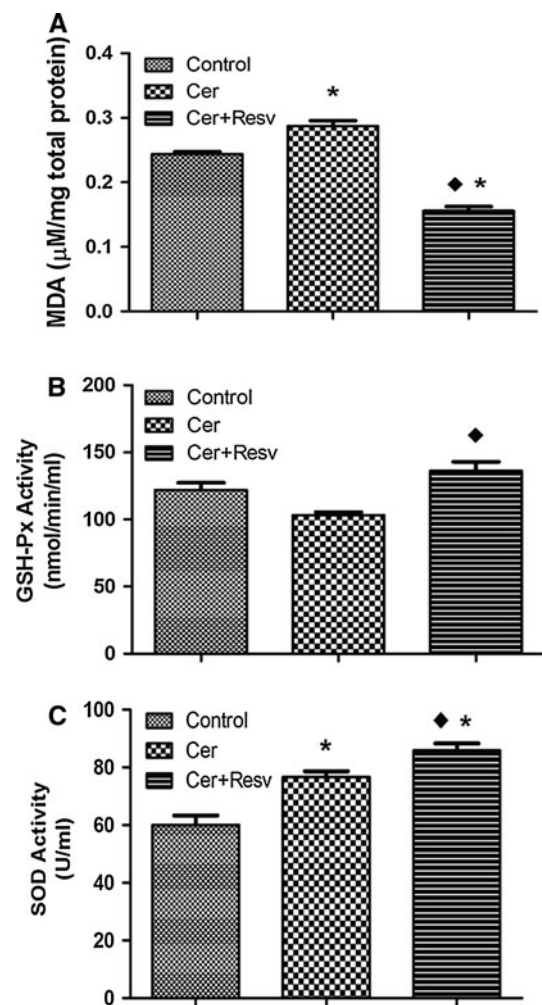 A
MDA (μM/mg total protein)
0.4
0.3
0.2
0.1
0.0
Control
Cer
Cer+Resv
*
◆ *
B
GSH-Px Activity
(nmol/min/ml)
200
150
100
50
0
Control
Cer
Cer+Resv
◆
C
SOD Activity
(U/ml)
100
80
60
40
20
0
Control
Cer
Cer+Resv
*
◆ *